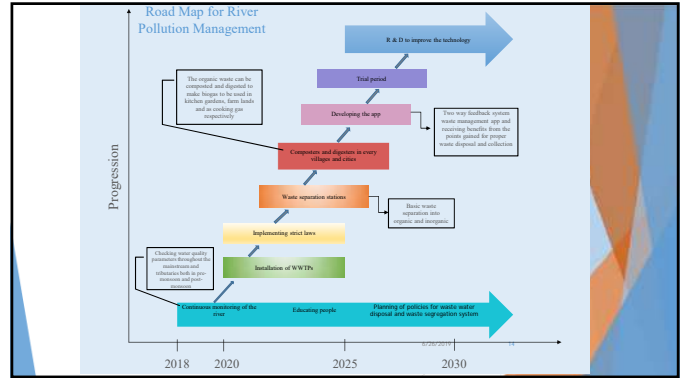 Road Map for River
Pollution Management
R & D to improve the technology
Trial period
The organic waste can be
composted and digested to
make biogas to be used in
kitchen gardens, farm lands
and as cooking gas
respectively
Developing the app
Two way feedback system
waste management app and
receiving benefits from the
points gained for proper
waste disposal and collection
Composters and digesters in every
villages and cities
Waste separation stations
Basic waste
separation into
organic and inorganic
Implementing strict laws
Checking water quality
parameters throughout the
mainstream and
tributaries both in pre-
monsoon and post-
monsoon
Installation of WWTPs
Continuous monitoring of the
river
Educating people
Planning of policies for waste water
disposal and waste segregation system
Progression
6/26/2019
14
2018
2020
2025
2030